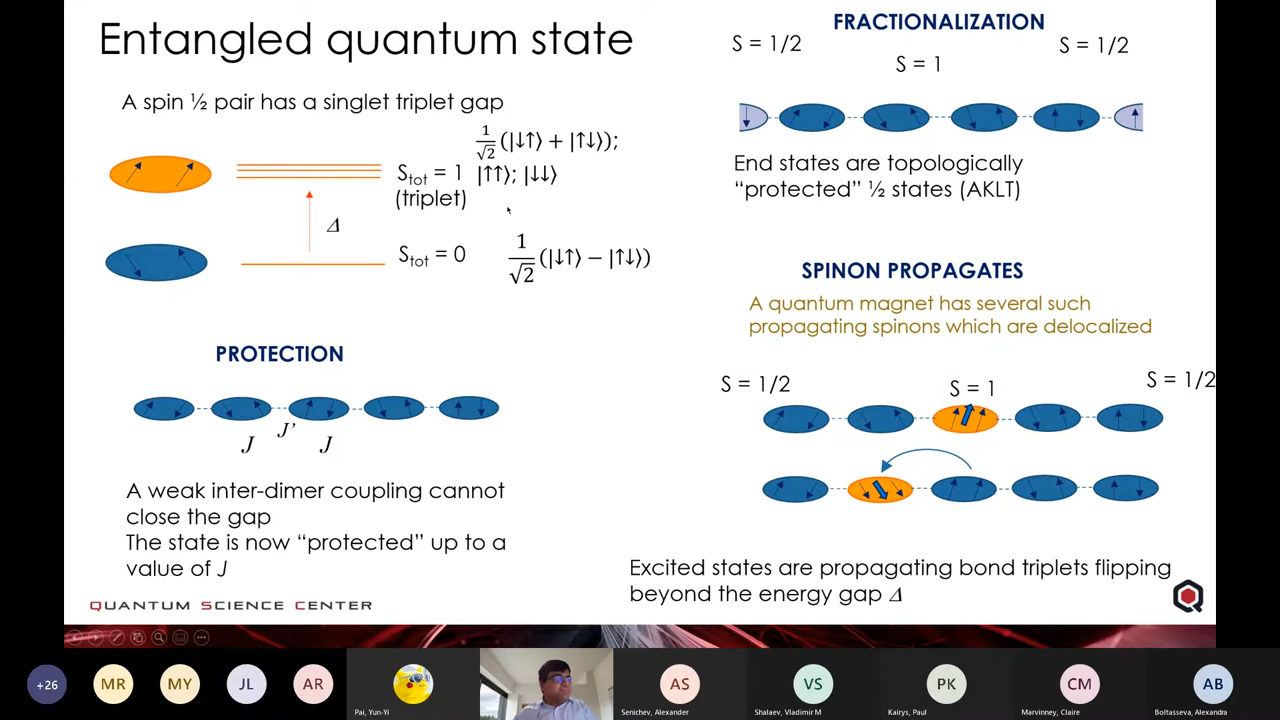 Entangled quantum state
A spin ½ pair has a singlet triplet gap
1/√2 (|↓↑⟩ + |↑↓⟩);
S_tot = 1 |↑↑⟩; |↓↓⟩
(triplet)
Δ
S_tot = 0
1/√2 (|↓↑⟩ − |↑↓⟩)
PROTECTION
J
J'
J
A weak inter-dimer coupling cannot
close the gap
The state is now “protected” up to a
value of J
QUANTUM SCIENCE CENTER
FRACTIONALIZATION
S = 1/2
S = 1
S = 1/2
End states are topologically
“protected” ½ states (AKLT)
SPINON PROPAGATES
A quantum magnet has several such
propagating spinons which are delocalized
S = 1/2
S = 1
S = 1/2
Excited states are propagating bond triplets flipping
beyond the energy gap Δ
+26
MR
MY
JL
AR
Pai, Yun-Yi
AS
Senichev, Alexander
VS
Shalaev, Vladimir M
PK
Kairys, Paul
CM
Marvinney, Claire
AB
Boltasseva, Alexandra